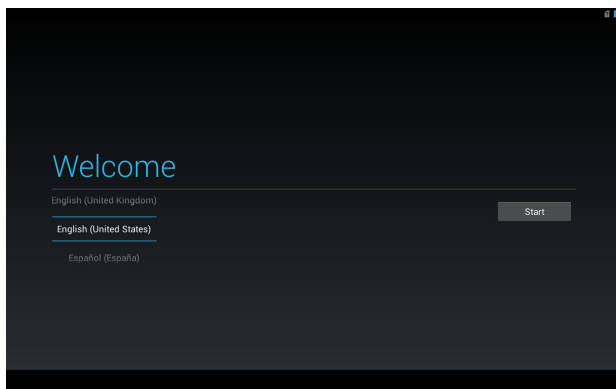 Welcome
English (United Kingdom)
English (United States)
Start
Español (España)